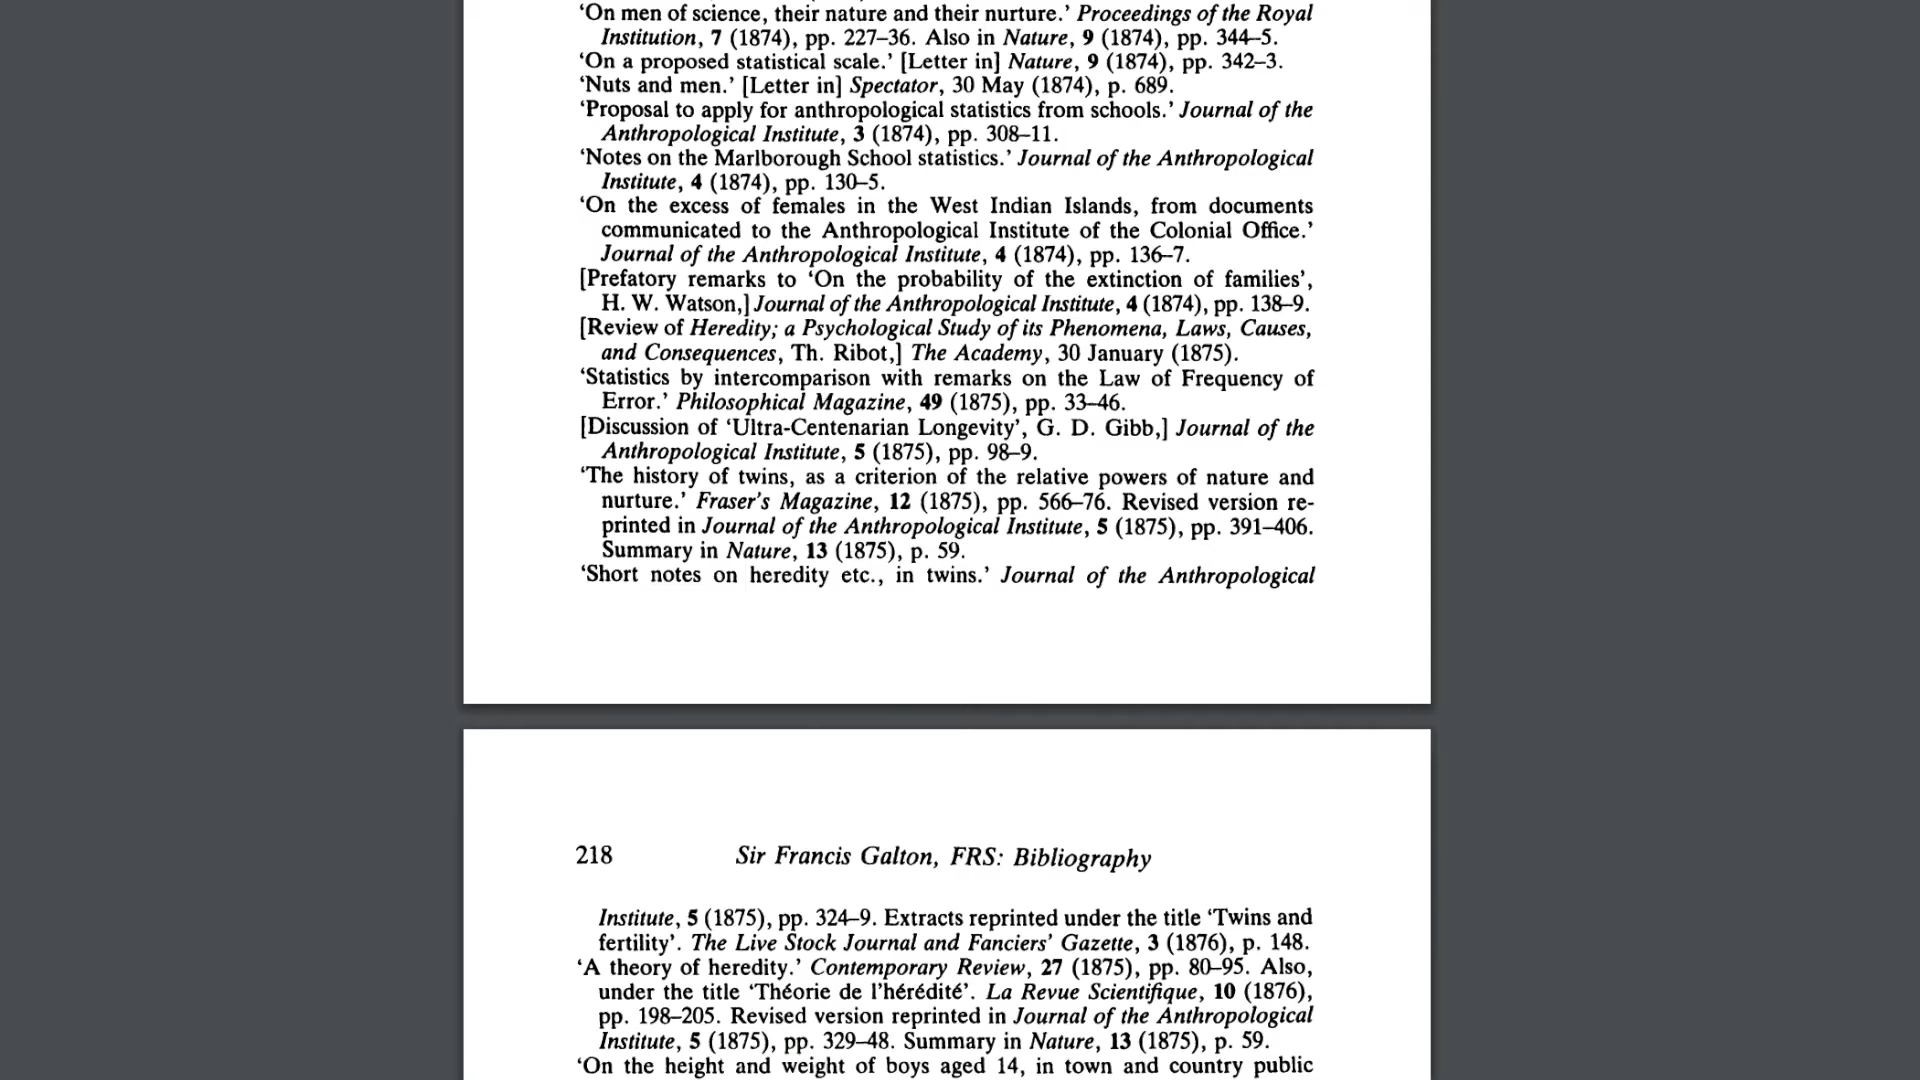 ‘On men of science, their nature and their nurture.’ Proceedings of the Royal
Institution, 7 (1874), pp. 227–36. Also in Nature, 9 (1874), pp. 344–5.
‘On a proposed statistical scale.’ [Letter in] Nature, 9 (1874), pp. 342–3.
‘Nuts and men.’ [Letter in] Spectator, 30 May (1874), p. 689.
‘Proposal to apply for anthropological statistics from schools.’ Journal of the
Anthropological Institute, 3 (1874), pp. 308–11.
‘Notes on the Marlborough School statistics.’ Journal of the Anthropological
Institute, 4 (1874), pp. 130–5.
‘On the excess of females in the West Indian Islands, from documents
communicated to the Anthropological Institute of the Colonial Office.’
Journal of the Anthropological Institute, 4 (1874), pp. 136–7.
[Prefatory remarks to ‘On the probability of the extinction of families’,
H. W. Watson,] Journal of the Anthropological Institute, 4 (1874), pp. 138–9.
[Review of Heredity; a Psychological Study of its Phenomena, Laws, Causes,
and Consequences, Th. Ribot,] The Academy, 30 January (1875).
‘Statistics by intercomparison with remarks on the Law of Frequency of
Error.’ Philosophical Magazine, 49 (1875), pp. 33–46.
[Discussion of ‘Ultra-Centenarian Longevity’, G. D. Gibb,] Journal of the
Anthropological Institute, 5 (1875), pp. 98–9.
‘The history of twins, as a criterion of the relative powers of nature and
nurture.’ Fraser’s Magazine, 12 (1875), pp. 566–76. Revised version re-
printed in Journal of the Anthropological Institute, 5 (1875), pp. 391–406.
Summary in Nature, 13 (1875), p. 59.
‘Short notes on heredity etc., in twins.’ Journal of the Anthropological
218 Sir Francis Galton, FRS: Bibliography
Institute, 5 (1875), pp. 324–9. Extracts reprinted under the title ‘Twins and
fertility’. The Live Stock Journal and Fanciers’ Gazette, 3 (1876), p. 148.
‘A theory of heredity.’ Contemporary Review, 27 (1875), pp. 80–95. Also,
under the title ‘Théorie de l’hérédité’. La Revue Scientifique, 10 (1876),
pp. 198–205. Revised version reprinted in Journal of the Anthropological
Institute, 5 (1875), pp. 329–48. Summary in Nature, 13 (1875), p. 59.
‘On the height and weight of boys aged 14, in town and country public